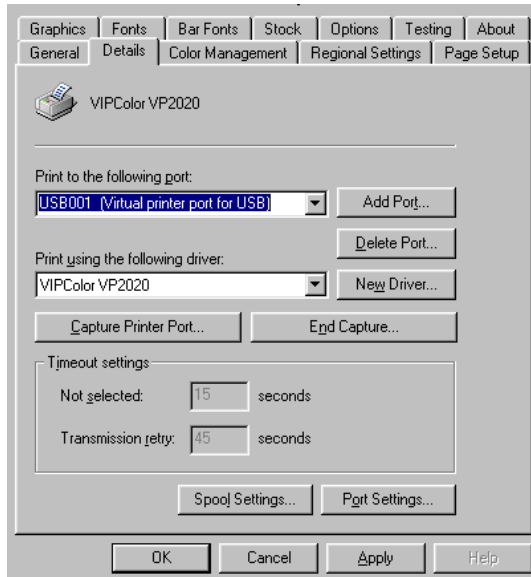 Graphics Fonts Bar Fonts Stock Options Testing About
General Details Color Management Regional Settings Page Setup
VIPColor VP2020
Print to the following port:
USB001 (Virtual printer port for USB) Add Port...
Delete Port...
Print using the following driver:
VIPColor VP2020 New Driver...
Capture Printer Port... End Capture...
Timeout settings
Not selected: 15 seconds
Transmission retry: 45 seconds
Spool Settings... Port Settings...
OK Cancel Apply Help